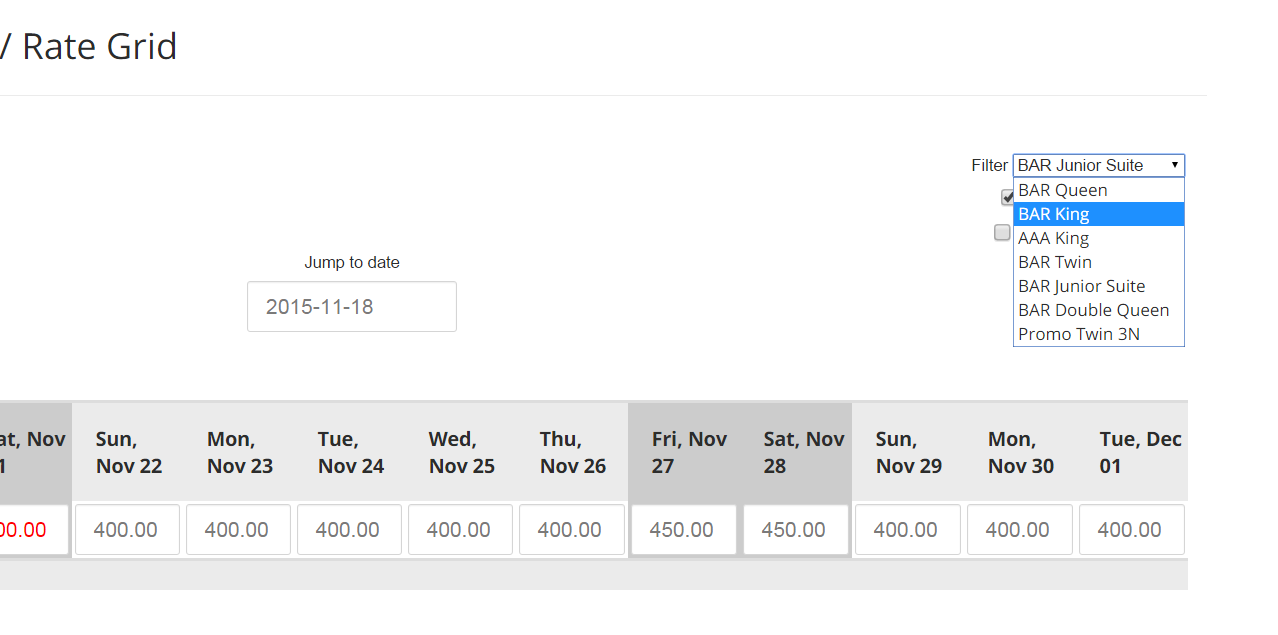 / Rate Grid
Filter BAR Junior Suite
BAR Queen
BAR King
AAA King
BAR Twin
BAR Junior Suite
BAR Double Queen
Promo Twin 3N
Jump to date
2015-11-18
Nov Sun, Mon, Tue, Wed, Thu, Fri, Nov Sat, Nov Sun, Mon, Tue, Dec
Nov 22 Nov 23 Nov 24 Nov 25 Nov 26 27 28 Nov 29 Nov 30 01
400.00 400.00 400.00 400.00 400.00 450.00 450.00 400.00 400.00 400.00